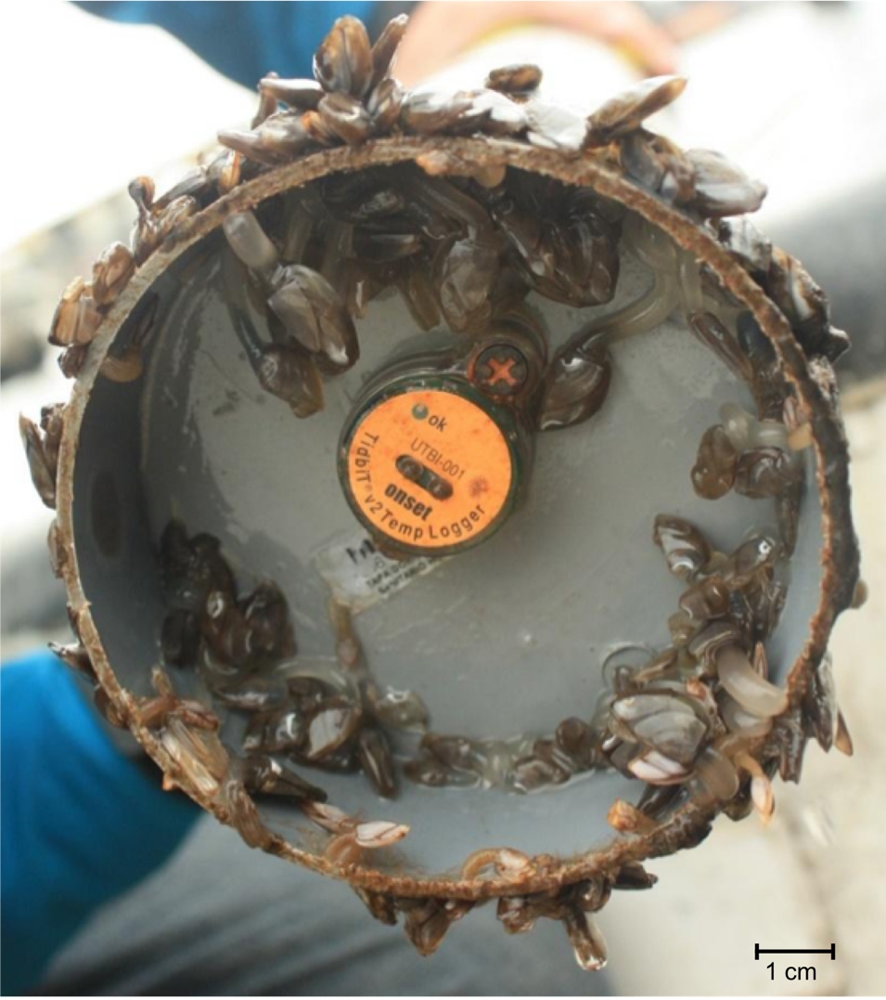 ok
UTBI-001
onset
TidbiT® v2 Temp Logger
1 cm